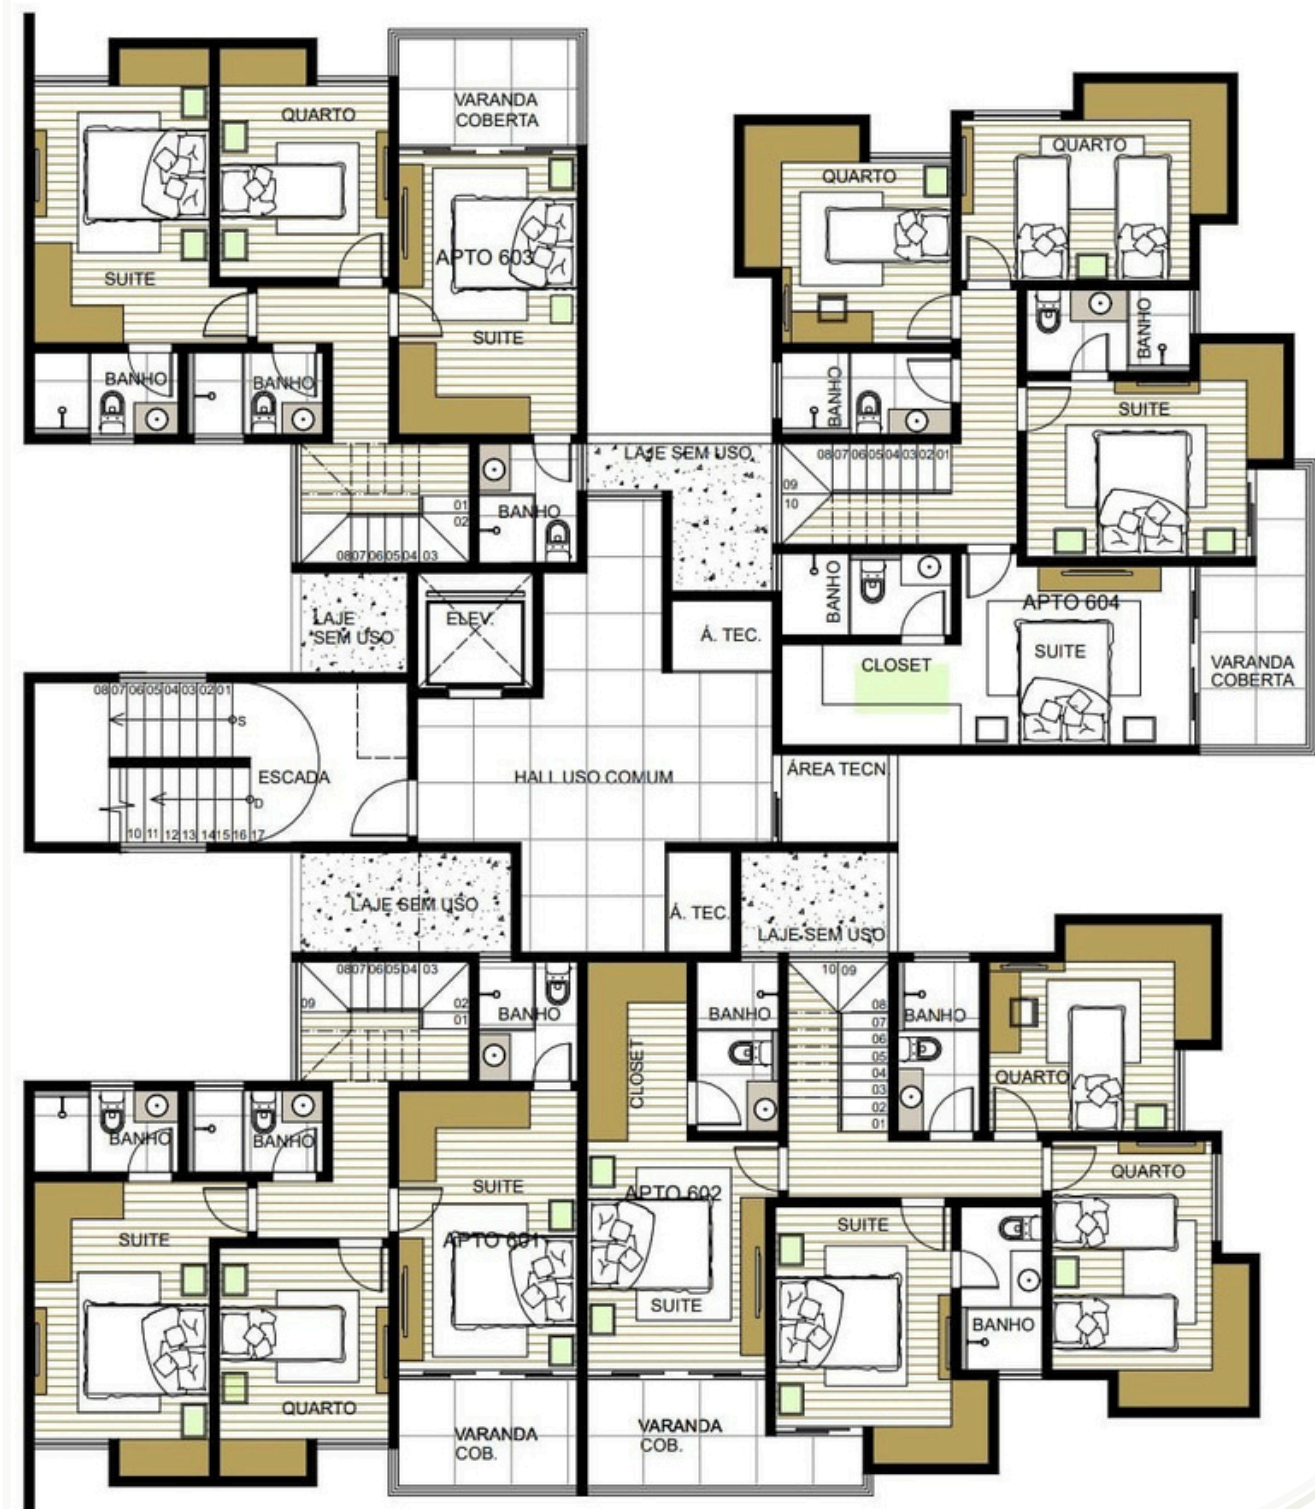 VARANDA
COBERTA
QUARTO
SUITE
APTO 603
SUITE
BANHO
BANHO
QUARTO
QUARTO
BANHO
BANHO
SUITE
LAJE SEM USO
08 07 06 05 04 03 02 01
09
10
01
02
08 07 06 05 04 03
BANHO
LAJE
SEM USO
ELEV.
Á. TEC.
BANHO
APTO 604
SUITE
CLOSET
VARANDA
COBERTA
08 07 06 05 04 03 02 01
S
ESCADA
D
10 11 12 13 14 15 16 17
HALL USO COMUM
ÁREA TECN.
LAJE SEM USO
Á. TEC.
LAJE SEM USO
08 07 06 05 04 03
09
02
01
BANHO
CLOSET
BANHO
10 09
08
07
06
05
04
03
02
01
BANHO
QUARTO
BANHO
BANHO
SUITE
SUITE
APTO 601
APTO 602
SUITE
SUITE
QUARTO
BANHO
QUARTO
VARANDA
COB.
VARANDA
COB.